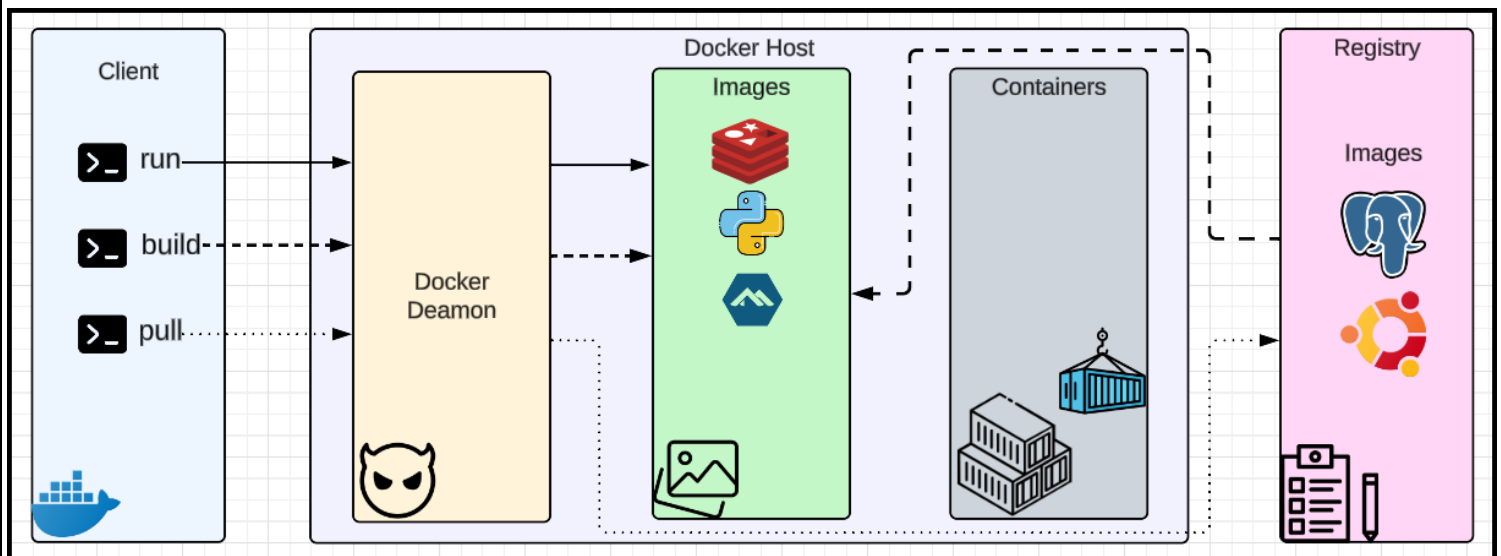 Client
run
build
pull
Docker Host
Docker
Deamon
Images
Containers
Registry
Images